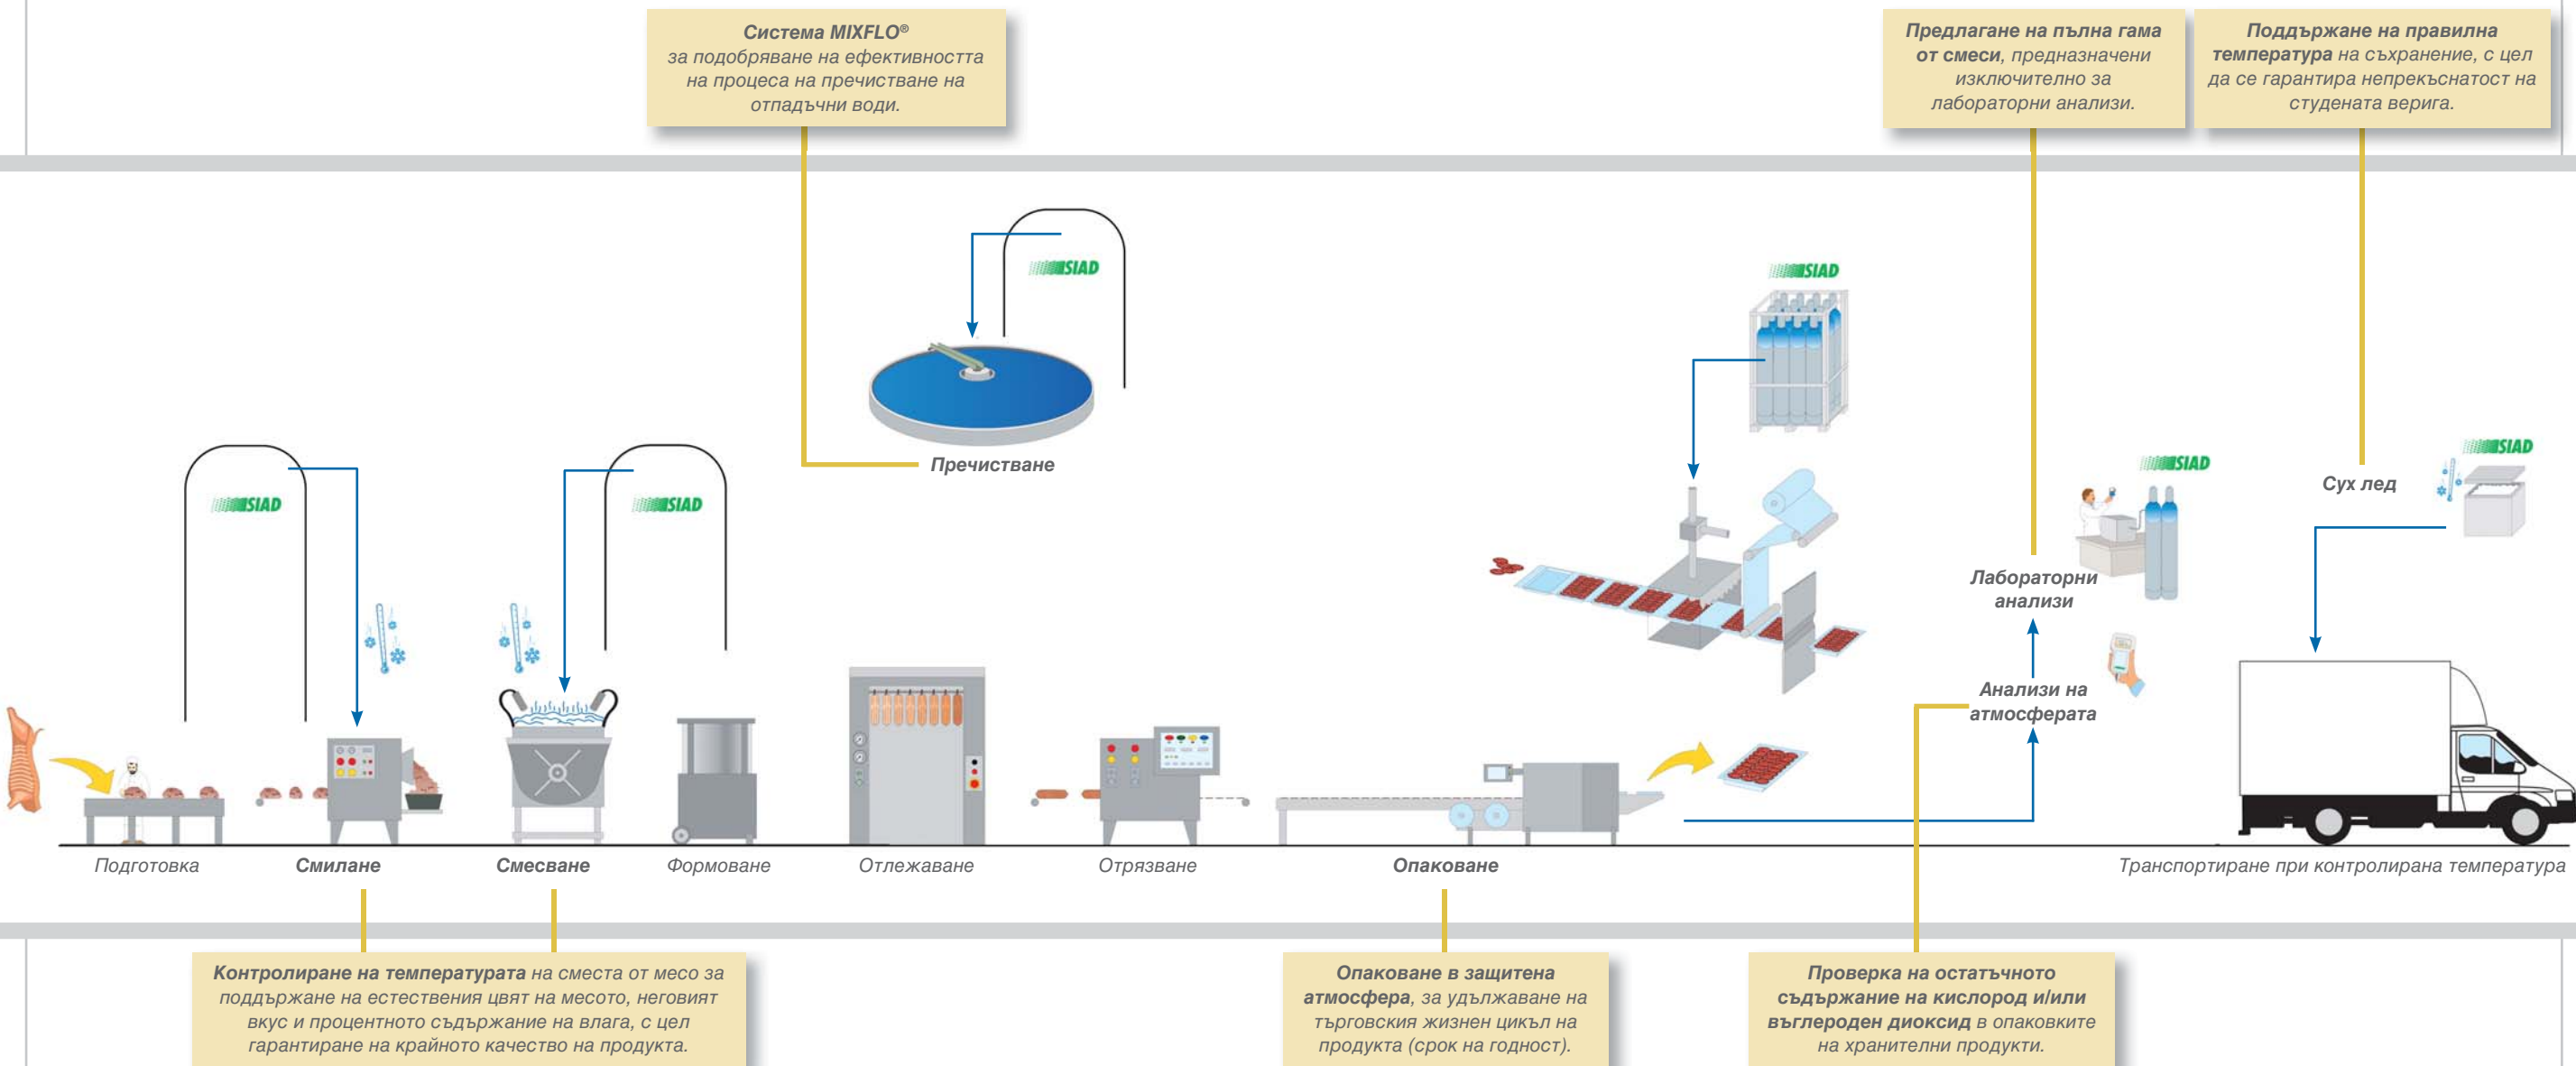 Система MIXFLO®
за подобряване на ефективността
на процеса на пречистване на
отпадъчни води.
Предлагане на пълна гама
от смеси, предназначени
изключително за
лабораторни анализи.
Поддържане на правилна
температура на съхранение, с цел
да се гарантира непрекъснатост на
студената верига.
SIAD
SIAD
SIAD
SIAD
SIAD
SIAD
Пречистване
Сух лед
Лабораторни
анализи
Анализи на
атмосферата
Подготовка
Смилане
Смесване
Формоване
Отлежаване
Отрязване
Опаковане
Транспортиране при контролирана температура
Контролиране на температурата на сместа от месо за
поддържане на естествения цвят на месото, неговият
вкус и процентното съдържание на влага, с цел
гарантиране на крайното качество на продукта.
Опаковане в защитена
атмосфера, за удължаване на
търговския жизнен цикъл на
продукта (срок на годност).
Проверка на остатъчното
съдържание на кислород и/или
въглероден диоксид в опаковките
на хранителни продукти.